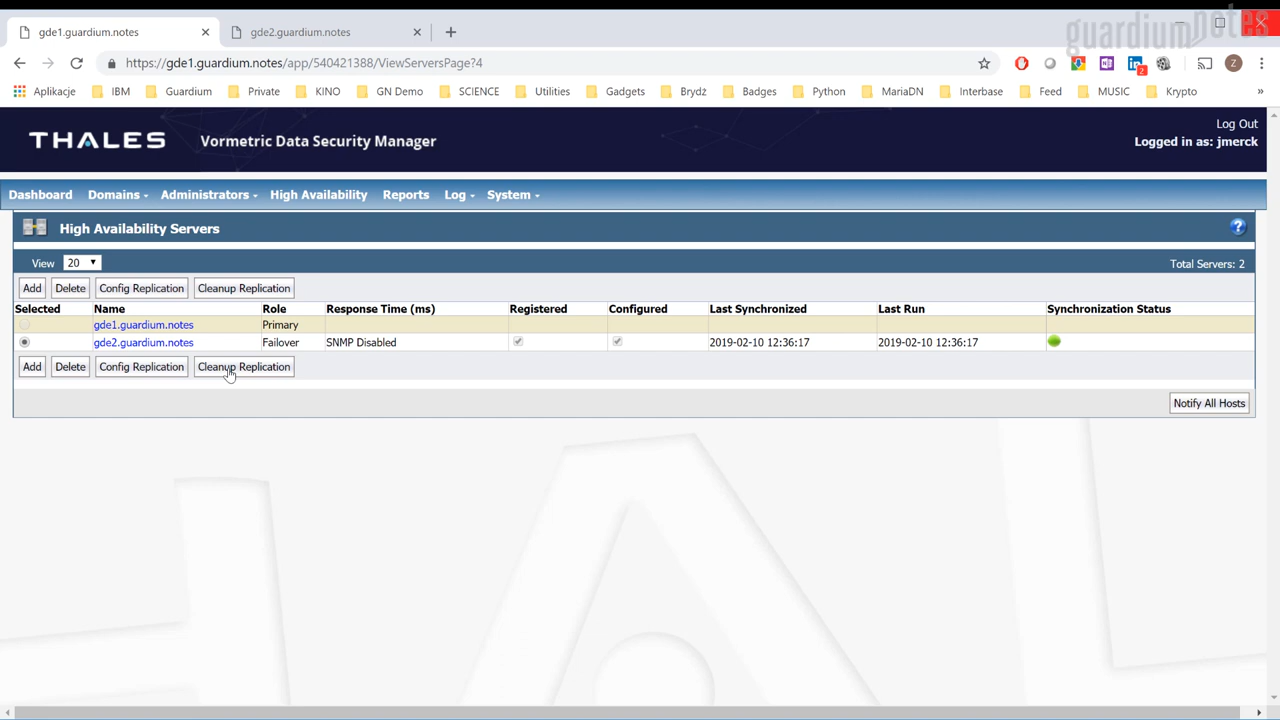 gde1.guardium.notes
gde2.guardium.notes
guardium notes
https://gde1.guardium.notes/app/540421388/ViewServersPage?4
2
Z
Aplikacje IBM Guardium Private KINO GN Demo SCIENCE Utilities Gadgets Brydż Badges Python MariaDN Interbase Feed MUSIC Krypto »
THALES Vormetric Data Security Manager
Log Out
Logged in as: jmerck
Dashboard Domains Administrators High Availability Reports Log System
High Availability Servers
?
View 20 Total Servers: 2
Add Delete Config Replication Cleanup Replication
Selected Name Role Response Time (ms) Registered Configured Last Synchronized Last Run Synchronization Status
gde1.guardium.notes Primary
gde2.guardium.notes Failover SNMP Disabled 2019-02-10 12:36:17 2019-02-10 12:36:17
Add Delete Config Replication Cleanup Replication
Notify All Hosts